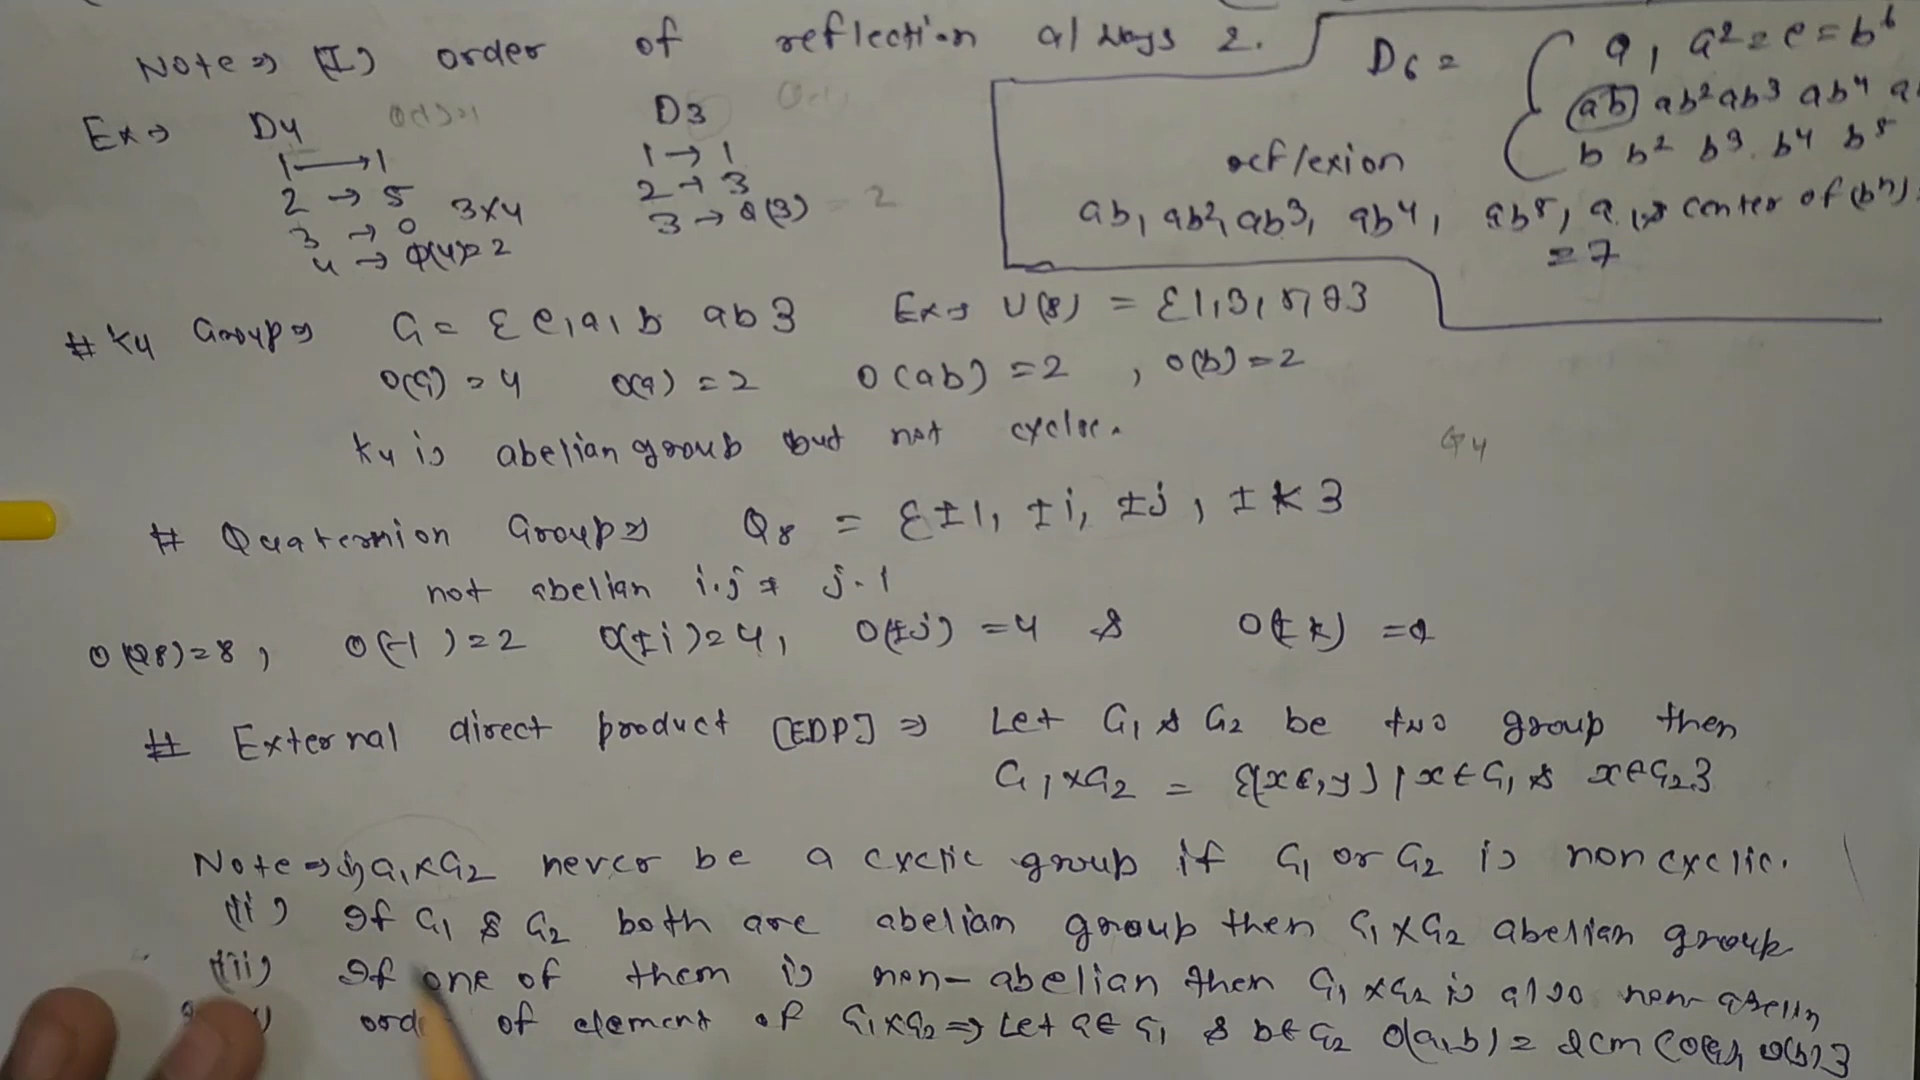 Note ⇒ (I) order of reflection always 2.
D6 = { a, a² = e = b⁶
ab ab² ab³ ab⁴ a
b b² b³ b⁴ b⁵
Ex ⇒ D4 D3
1 → 1 1 → 1
2 → 5 2 → 3
3 → 0 3×4 3 → φ(3) = 2
4 → φ(4) = 2
reflexion
ab, ab², ab³, ab⁴, ab⁵, a center of (bⁿ)
= 7
# K4 Group ⇒ G = {e, a, b ab} Ex ⇒ U(8) = {1, 3, 5, 7}
O(G) = 4 O(a) = 2 O(ab) = 2 , O(b) = 2
K4 is abelian group but not cyclic.
# Quaternion Group ⇒ Q8 = {±1, ±i, ±j, ±k}
not abelian i.j ≠ j.i
O(Q8) = 8, O(-1) = 2 O(±i) = 4, O(±j) = 4 & O(±k) = 4
# External direct product [EDP] ⇒ Let G1 & G2 be two group then
G1×G2 = {(x, y) | x ∈ G1 & x ∈ G2}
Note ⇒ i) G1×G2 never be a cyclic group if G1 or G2 is non cyclic.
(ii) If G1 & G2 both are abelian group then G1×G2 abelian group
(iii) If one of them is non-abelian then G1×G2 is also non-abelin
order of element of G1×G2 ⇒ Let a ∈ G1 & b ∈ G2 O(a,b) = lcm {O(a), O(b)}